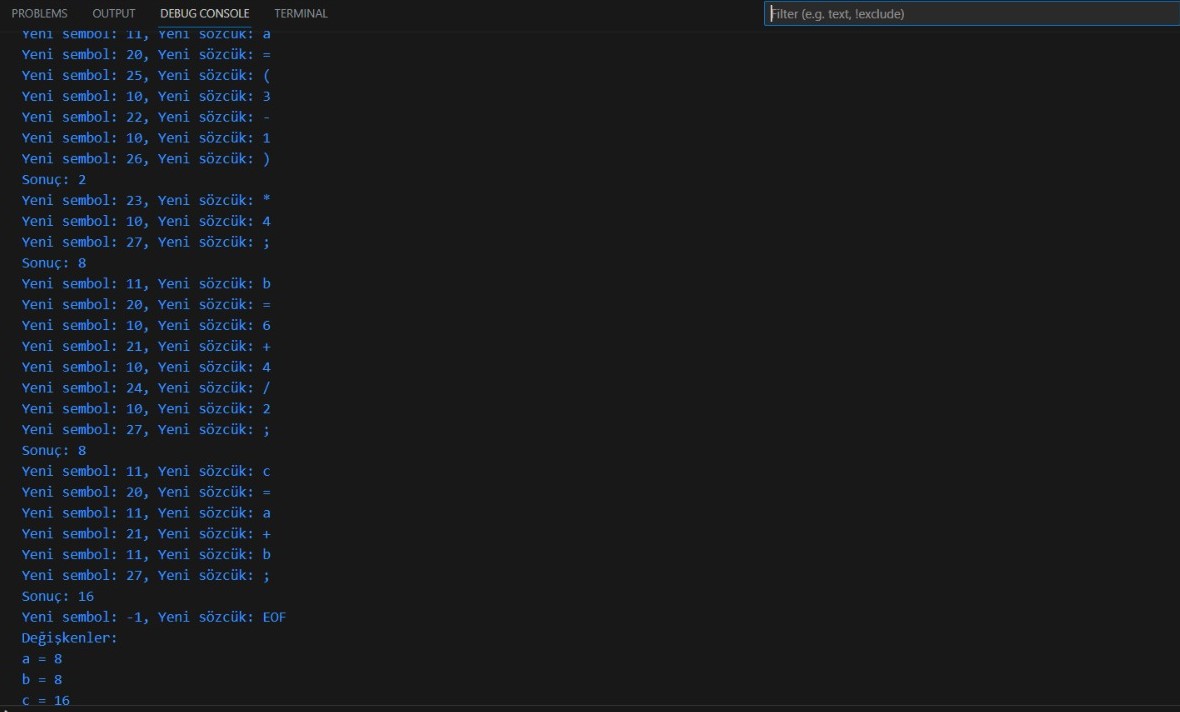 PROBLEMS OUTPUT DEBUG CONSOLE TERMINAL Filter (e.g. text, !exclude)
Yeni sembol: 11, Yeni sözcük: a
Yeni sembol: 20, Yeni sözcük: =
Yeni sembol: 25, Yeni sözcük: (
Yeni sembol: 10, Yeni sözcük: 3
Yeni sembol: 22, Yeni sözcük: -
Yeni sembol: 10, Yeni sözcük: 1
Yeni sembol: 26, Yeni sözcük: )
Sonuç: 2
Yeni sembol: 23, Yeni sözcük: *
Yeni sembol: 10, Yeni sözcük: 4
Yeni sembol: 27, Yeni sözcük: ;
Sonuç: 8
Yeni sembol: 11, Yeni sözcük: b
Yeni sembol: 20, Yeni sözcük: =
Yeni sembol: 10, Yeni sözcük: 6
Yeni sembol: 21, Yeni sözcük: +
Yeni sembol: 10, Yeni sözcük: 4
Yeni sembol: 24, Yeni sözcük: /
Yeni sembol: 10, Yeni sözcük: 2
Yeni sembol: 27, Yeni sözcük: ;
Sonuç: 8
Yeni sembol: 11, Yeni sözcük: c
Yeni sembol: 20, Yeni sözcük: =
Yeni sembol: 11, Yeni sözcük: a
Yeni sembol: 21, Yeni sözcük: +
Yeni sembol: 11, Yeni sözcük: b
Yeni sembol: 27, Yeni sözcük: ;
Sonuç: 16
Yeni sembol: -1, Yeni sözcük: EOF
Değişkenler:
a = 8
b = 8
c = 16